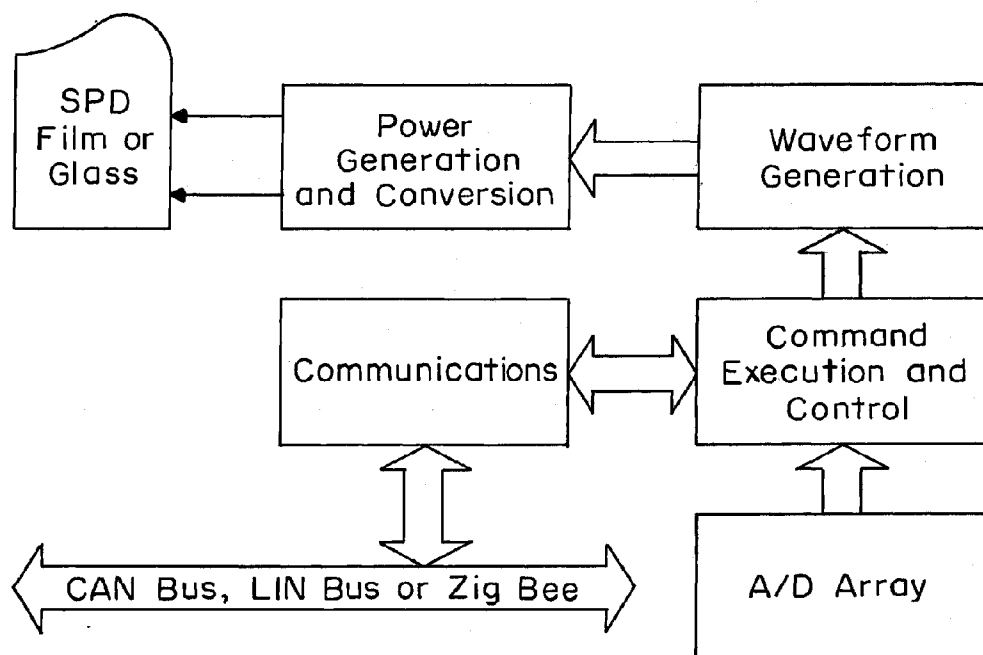 SPD
Film or
Glass
Power
Generation
and Conversion
Waveform
Generation
Communications
Command
Execution and
Control
CAN Bus, LIN Bus or Zig Bee
A/D Array